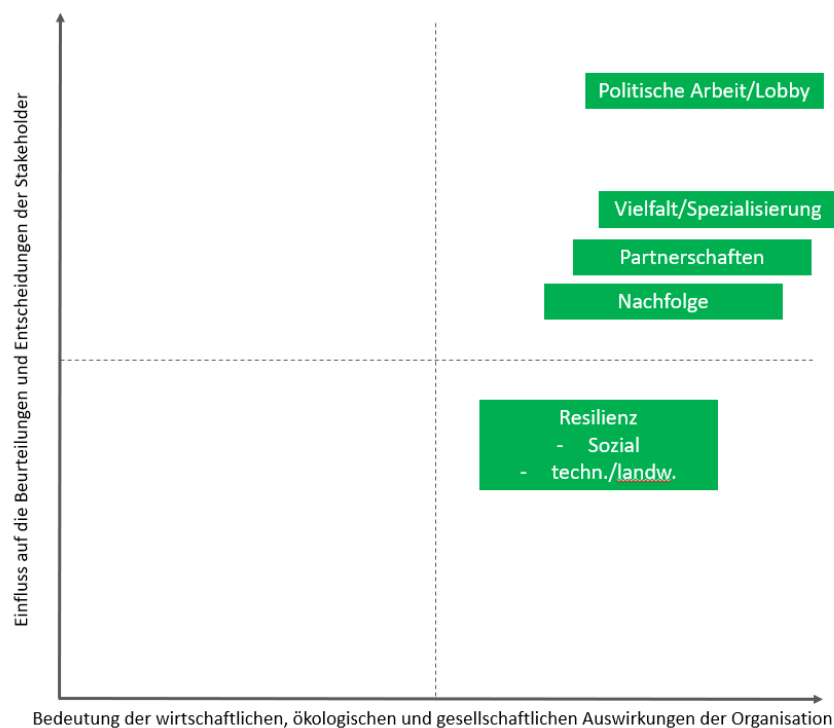 Einfluss auf die Beurteilungen und Entscheidungen der Stakeholder
Politische Arbeit/Lobby
Vielfalt/Spezialisierung
Partnerschaften
Nachfolge
Resilienz
- Sozial
- techn./landw.
Bedeutung der wirtschaftlichen, ökologischen und gesellschaftlichen Auswirkungen der Organisation